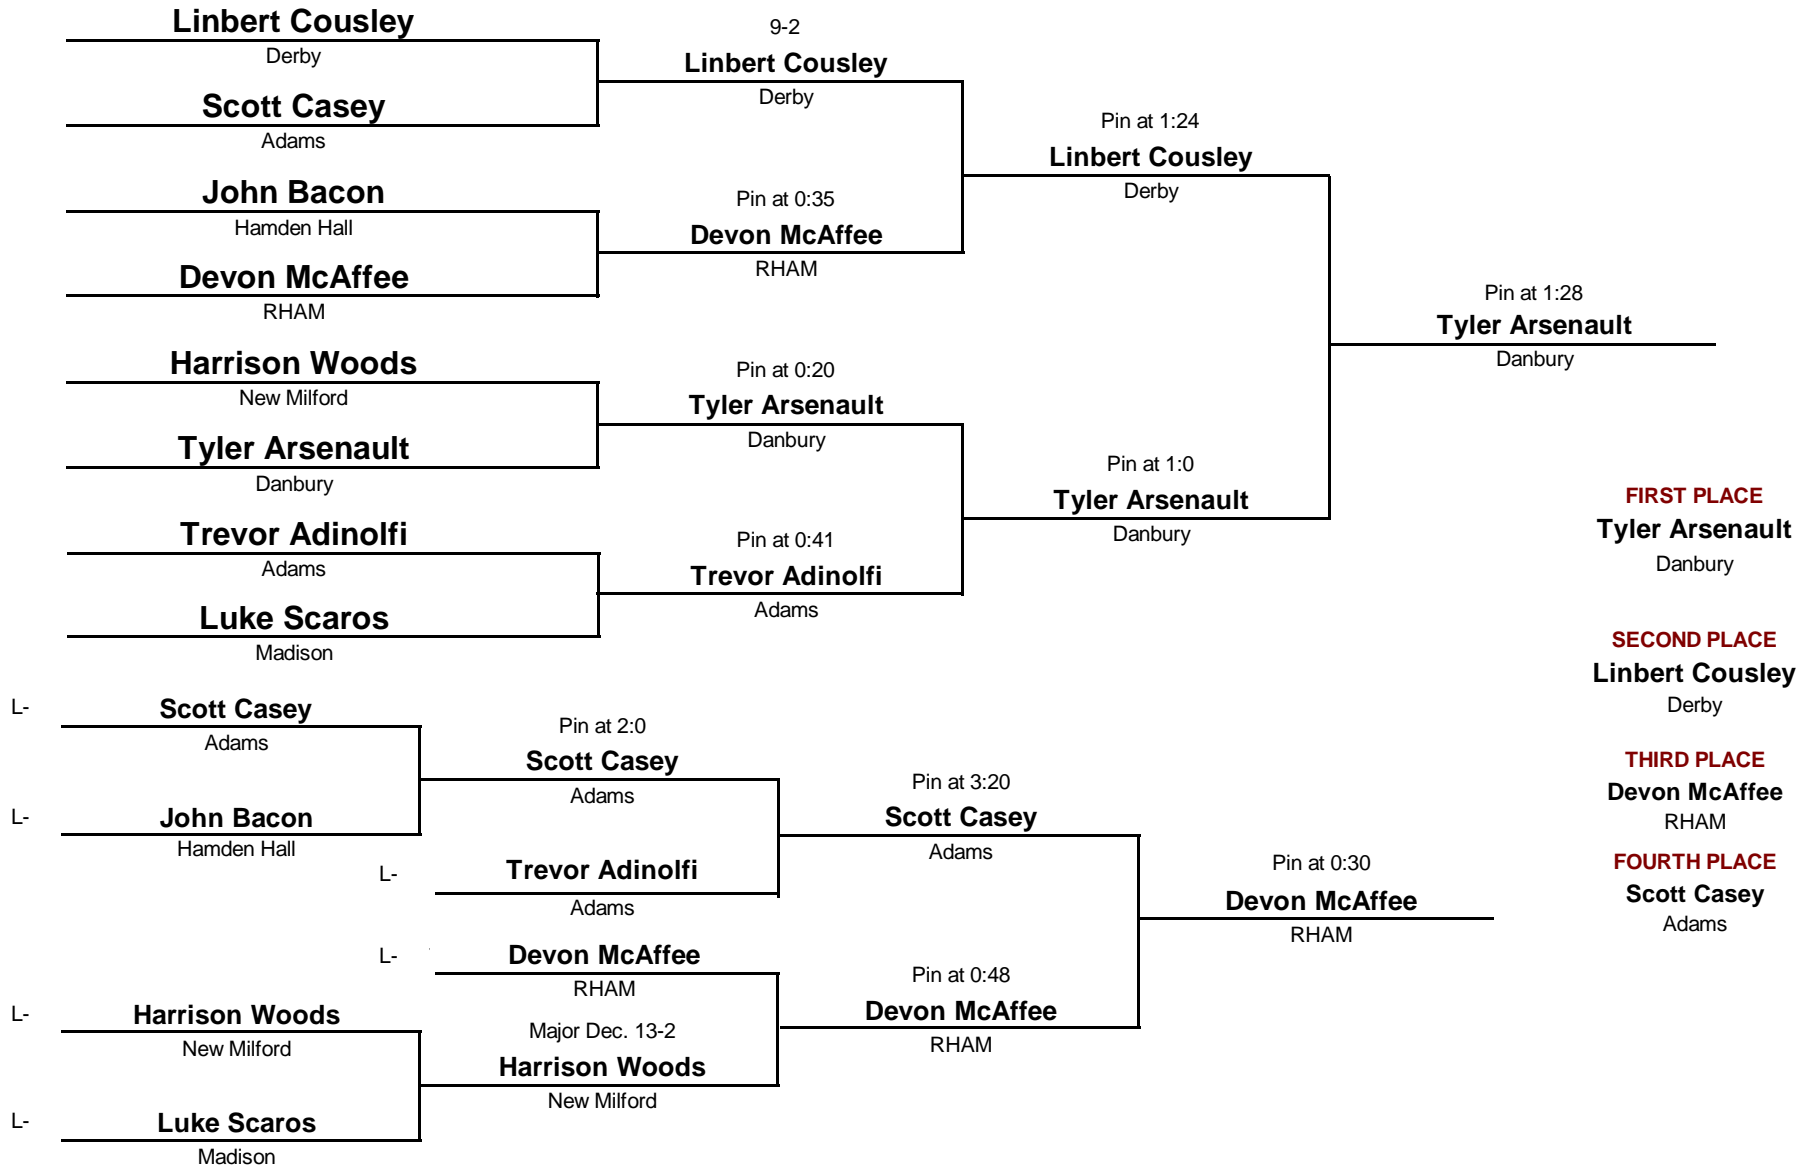 Linbert Cousley
Derby
Scott Casey
Adams
John Bacon
Hamden Hall
Devon McAffee
RHAM
Harrison Woods
New Milford
Tyler Arsenault
Danbury
Trevor Adinolfi
Adams
Luke Scaros
Madison
9-2
Linbert Cousley
Derby
Pin at 0:35
Devon McAffee
RHAM
Pin at 0:20
Tyler Arsenault
Danbury
Pin at 0:41
Trevor Adinolfi
Adams
Pin at 1:24
Linbert Cousley
Derby
Pin at 1:0
Tyler Arsenault
Danbury
Pin at 1:28
Tyler Arsenault
Danbury
FIRST PLACE
Tyler Arsenault
Danbury
SECOND PLACE
Linbert Cousley
Derby
THIRD PLACE
Devon McAffee
RHAM
FOURTH PLACE
Scott Casey
Adams
L-
Scott Casey
Adams
L-
John Bacon
Hamden Hall
L-
Harrison Woods
New Milford
L-
Luke Scaros
Madison
Pin at 2:0
Scott Casey
Adams
L-
Trevor Adinolfi
Adams
L-
Devon McAffee
RHAM
Major Dec. 13-2
Harrison Woods
New Milford
Pin at 3:20
Scott Casey
Adams
Pin at 0:48
Devon McAffee
RHAM
Pin at 0:30
Devon McAffee
RHAM